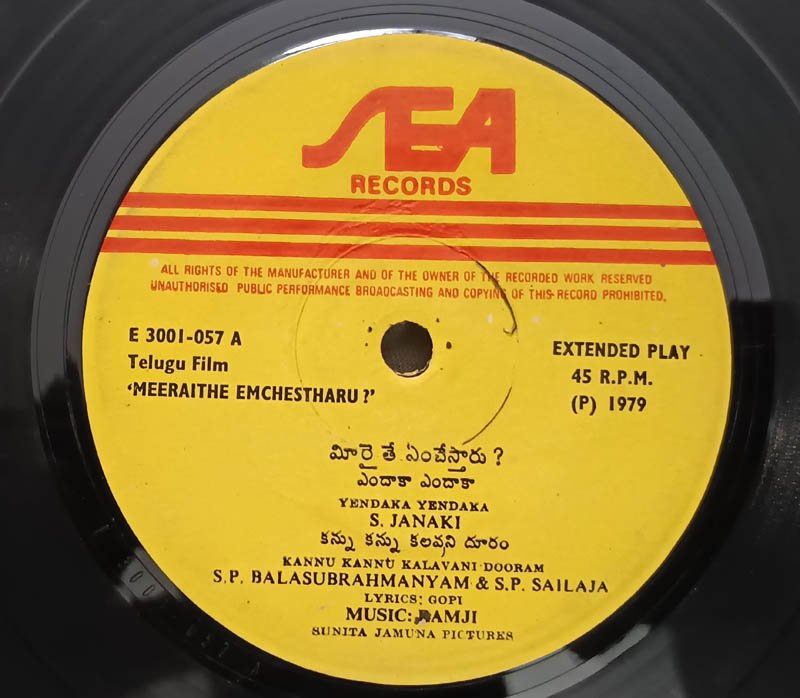 SEA
RECORDS
ALL RIGHTS OF THE MANUFACTURER AND OF THE OWNER OF THE RECORDED WORK RESERVED
UNAUTHORISED PUBLIC PERFORMANCE BROADCASTING AND COPYING OF THIS RECORD PROHIBITED.
E 3001-057 A
Telugu Film
'MEERAITHE EMCHESTHARU?'
EXTENDED PLAY
45 R.P.M.
(P) 1979
మీరై తే ఏంచేస్తారు ?
ఎందాకా ఎందాకా
YENDAKA YENDAKA
S. JANAKI
కన్ను కన్ను కలవని దూరం
KANNU KANNU KALAVANI DOORAM
S.P. BALASUBRAHMANYAM & S.P. SAILAJA
LYRICS: GOPI
MUSIC: RAMJI
SUNITA JAMUNA PICTURES